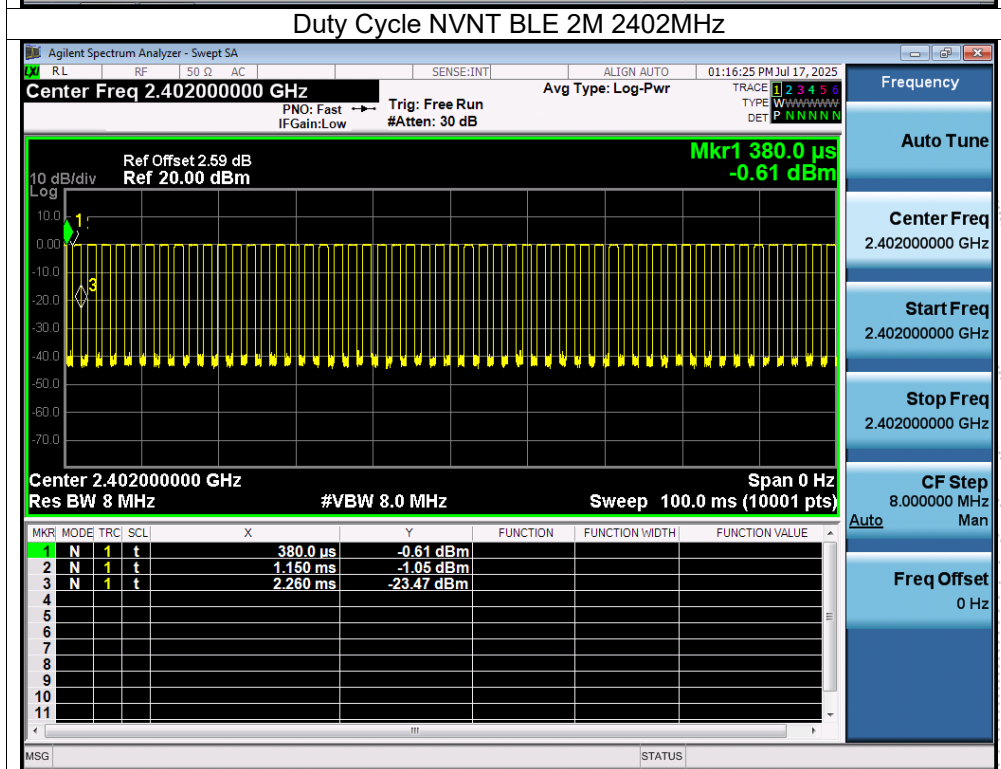 Duty Cycle NVNT BLE 2M 2402MHz
Agilent Spectrum Analyzer - Swept SA
LXI RL RF 50 Ω AC SENSE:INT ALIGN AUTO 01:16:25 PM Jul 17, 2025
Center Freq 2.402000000 GHz
PNO: Fast Trig: Free Run Avg Type: Log-Pwr TRACE 1 2 3 4 5 6
IFGain:Low #Atten: 30 dB TYPE WWWWWW
DET P N N N N N
Mkr1 380.0 µs
-0.61 dBm
Ref Offset 2.59 dB
10 dB/div Ref 20.00 dBm
Log
10.0
0.00
-10.0
-20.0
-30.0
-40.0
-50.0
-60.0
-70.0
1
3
Center 2.402000000 GHz Span 0 Hz
Res BW 8 MHz #VBW 8.0 MHz Sweep 100.0 ms (10001 pts)
MKR MODE TRC SCL X Y FUNCTION FUNCTION WIDTH FUNCTION VALUE
1 N 1 t 380.0 µs -0.61 dBm
2 N 1 t 1.150 ms -1.05 dBm
3 N 1 t 2.260 ms -23.47 dBm
4
5
6
7
8
9
10
11
MSG STATUS
Frequency
Auto Tune
Center Freq
2.402000000 GHz
Start Freq
2.402000000 GHz
Stop Freq
2.402000000 GHz
CF Step
8.000000 MHz
Auto Man
Freq Offset
0 Hz